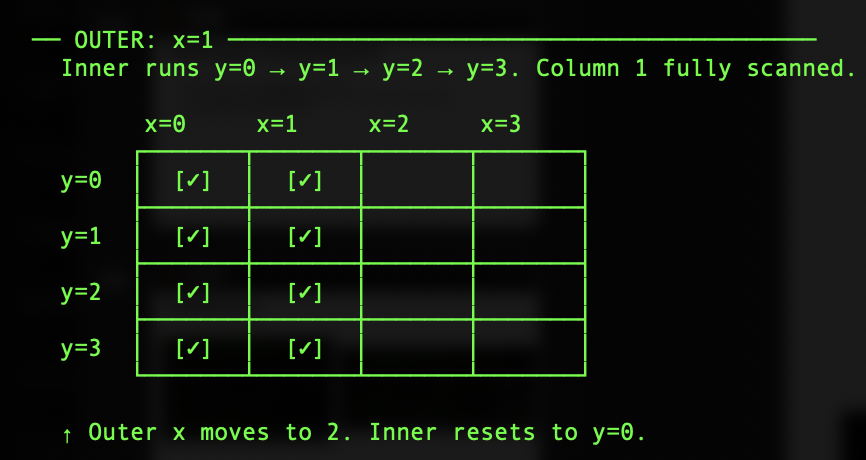 ── OUTER: x=1 ──────────────────────────────────────────
Inner runs y=0 → y=1 → y=2 → y=3. Column 1 fully scanned.
x=0 x=1 x=2 x=3
y=0 [✓] [✓]
y=1 [✓] [✓]
y=2 [✓] [✓]
y=3 [✓] [✓]
↑ Outer x moves to 2. Inner resets to y=0.